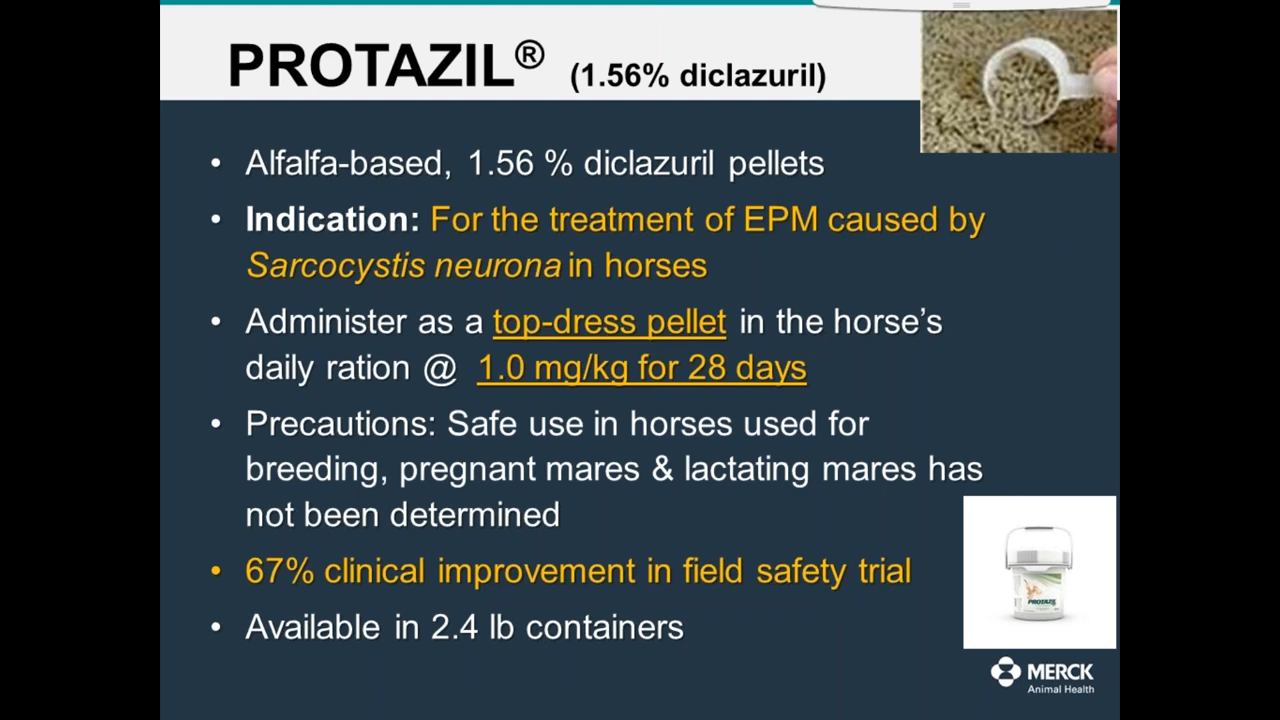 PROTAZIL® (1.56% diclazuril)
• Alfalfa-based, 1.56 % diclazuril pellets
• Indication: For the treatment of EPM caused by
Sarcocystis neurona in horses
• Administer as a top-dress pellet in the horse's
daily ration @ 1.0 mg/kg for 28 days
• Precautions: Safe use in horses used for
breeding, pregnant mares & lactating mares has
not been determined
• 67% clinical improvement in field safety trial
• Available in 2.4 lb containers
PROTAZIL
MERCK
Animal Health